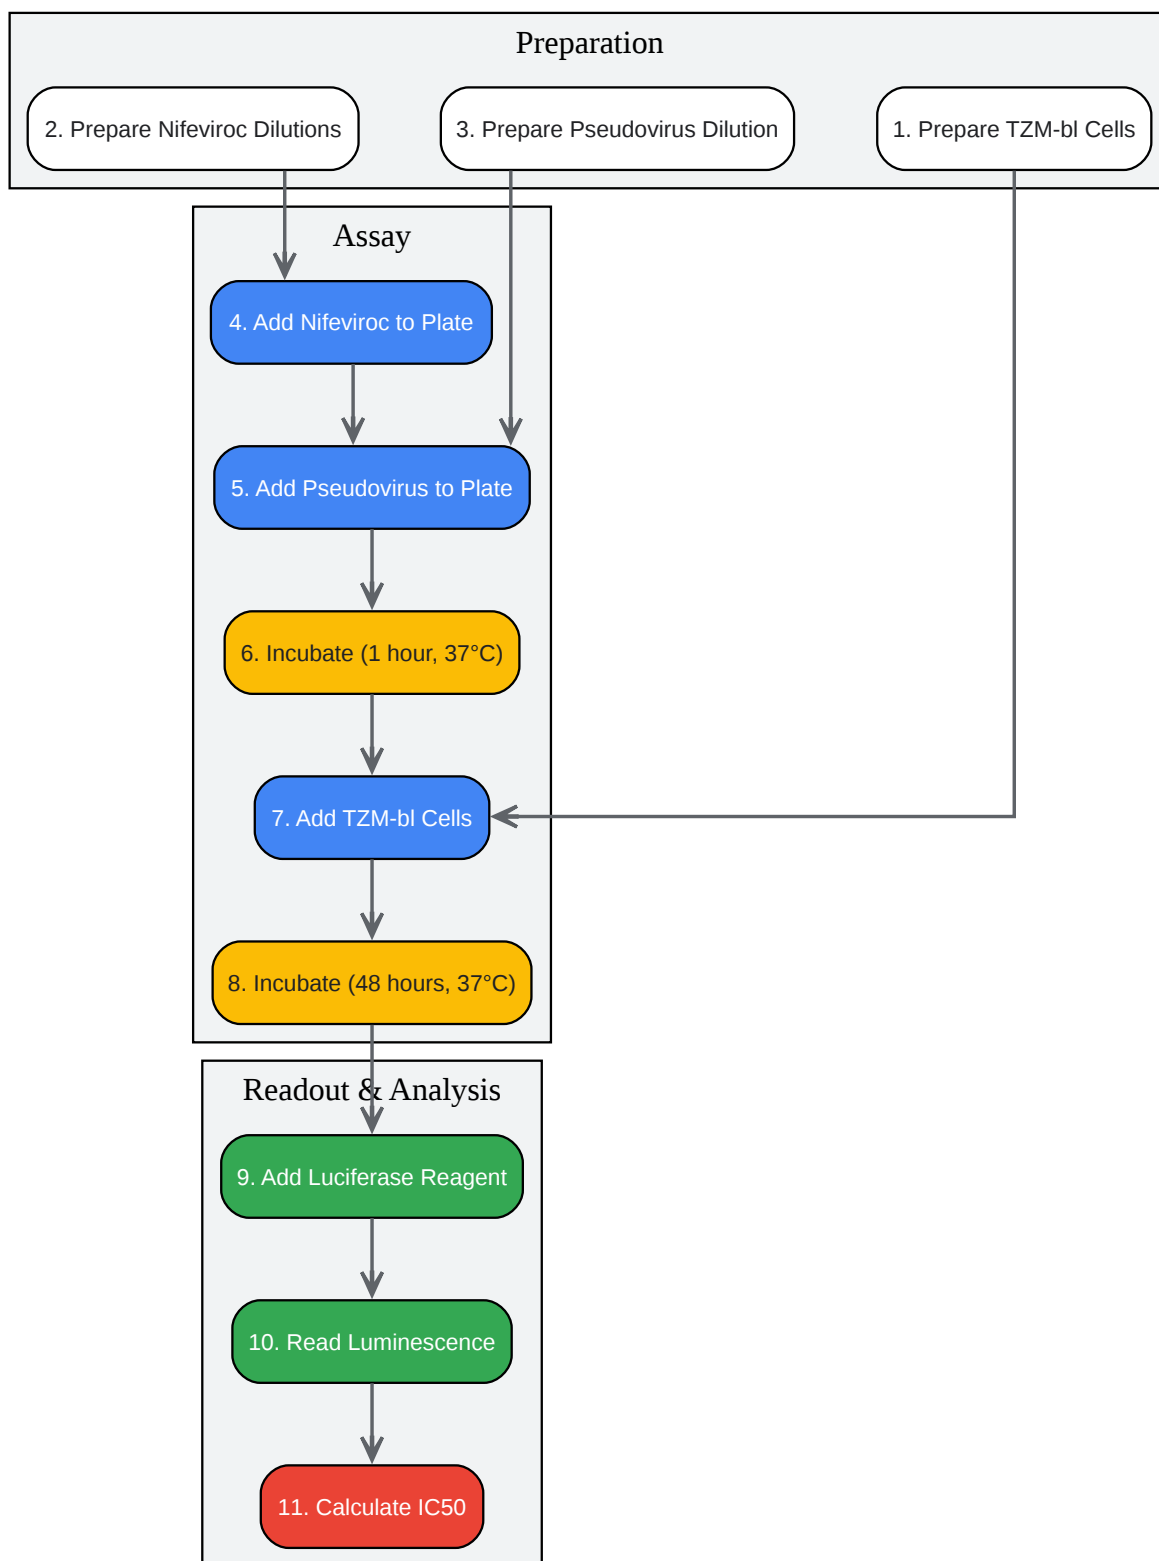 Preparation
2. Prepare Nifeviroc Dilutions
3. Prepare Pseudovirus Dilution
1. Prepare TZM-bl Cells
Assay
4. Add Nifeviroc to Plate
5. Add Pseudovirus to Plate
6. Incubate (1 hour, 37°C)
7. Add TZM-bl Cells
8. Incubate (48 hours, 37°C)
Readout & Analysis
9. Add Luciferase Reagent
10. Read Luminescence
11. Calculate IC50